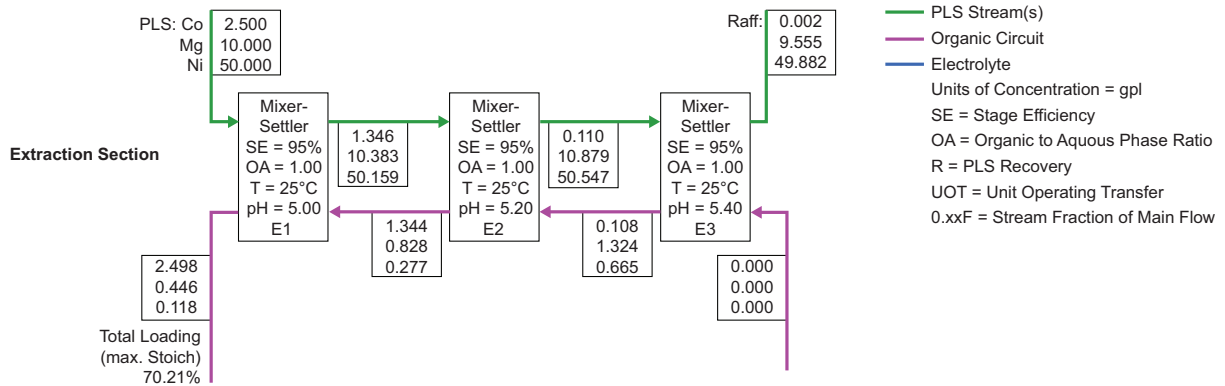 PLS: Co 2.500
Mg 10.000
Ni 50.000
Raff: 0.002
9.555
49.882
PLS Stream(s)
Organic Circuit
Electrolyte
Units of Concentration = gpl
SE = Stage Efficiency
OA = Organic to Aquous Phase Ratio
R = PLS Recovery
UOT = Unit Operating Transfer
0.xxF = Stream Fraction of Main Flow
Extraction Section
Mixer-
Settler
SE = 95%
OA = 1.00
T = 25°C
pH = 5.00
E1
1.346
10.383
50.159
Mixer-
Settler
SE = 95%
OA = 1.00
T = 25°C
pH = 5.20
E2
0.110
10.879
50.547
Mixer-
Settler
SE = 95%
OA = 1.00
T = 25°C
pH = 5.40
E3
1.344
0.828
0.277
0.108
1.324
0.665
2.498
0.446
0.118
0.000
0.000
0.000
Total Loading
(max. Stoich)
70.21%